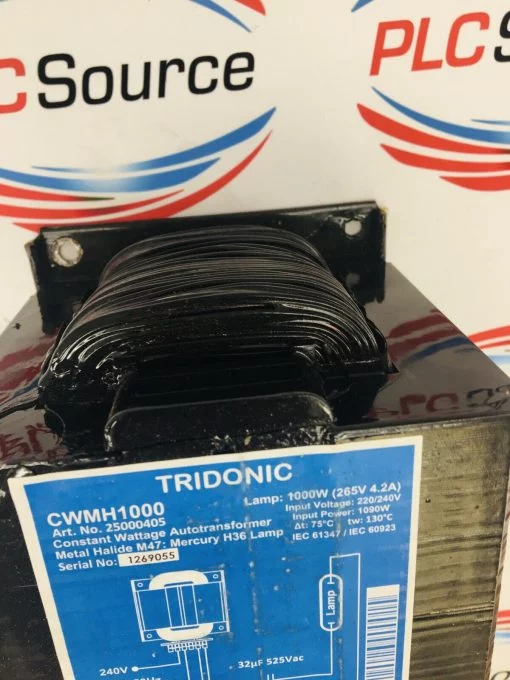 C Source
PLC S
TRIDONIC
CWMH1000
Art. No. 25000405
Constant Wattage Autotransformer
Metal Halide M47: Mercury H36 Lamp
Serial No: 1269055
Lamp: 1000W (265V 4.2A)
Input Voltage: 220/240V
Input Power: 1090W
Δt: 75°C tw: 130°C
IEC 61347 / IEC 60923
Lamp
32µF 525Vac
240V